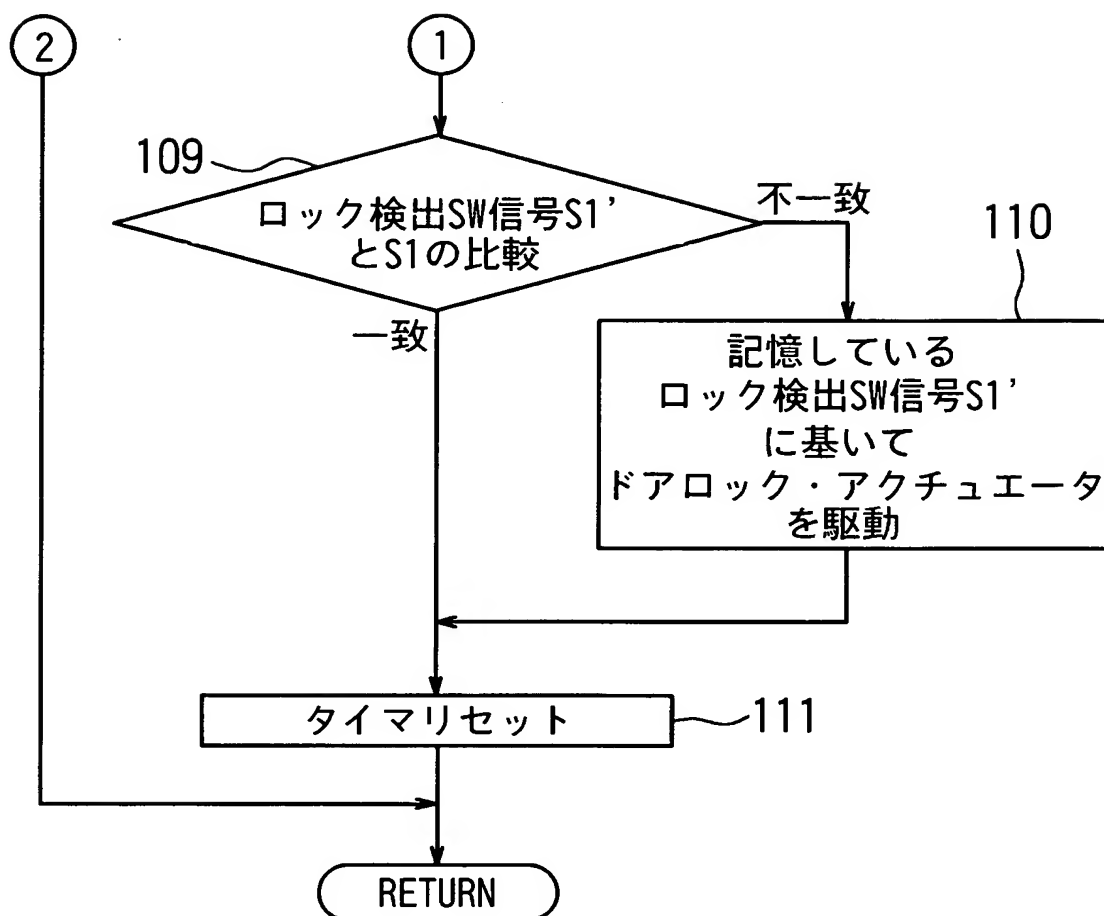 2
1
109
ロック検出SW信号S1'
とS1の比較
不一致
110
一致
記憶している
ロック検出SW信号S1'
に基いて
ドアロック・アクチュエータ
を駆動
タイマリセット
111
RETURN